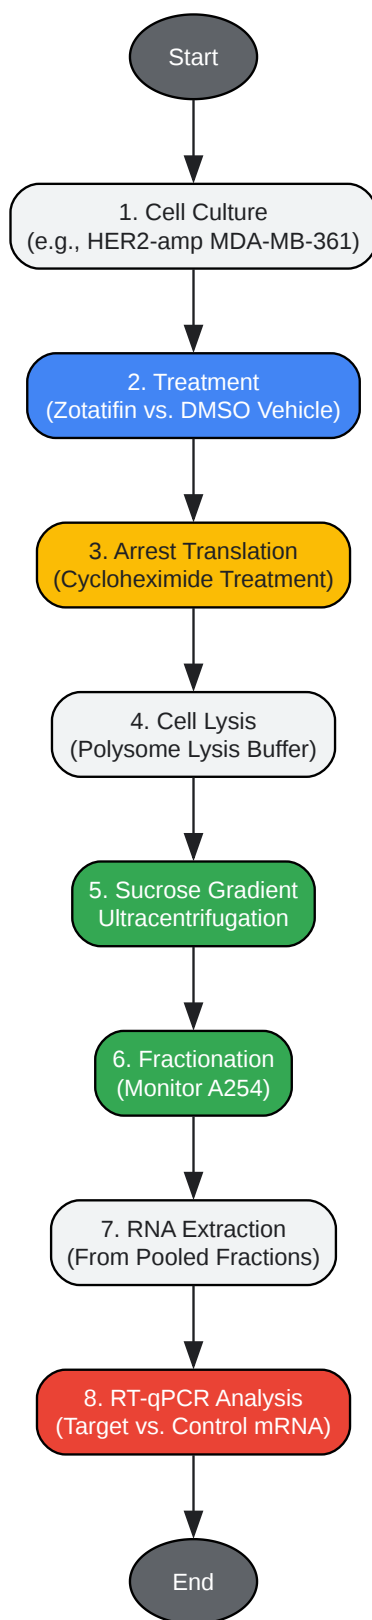 Start
1. Cell Culture
(e.g., HER2-amp MDA-MB-361)
2. Treatment
(Zotatifin vs. DMSO Vehicle)
3. Arrest Translation
(Cycloheximide Treatment)
4. Cell Lysis
(Polysome Lysis Buffer)
5. Sucrose Gradient
Ultracentrifugation
6. Fractionation
(Monitor A254)
7. RNA Extraction
(From Pooled Fractions)
8. RT-qPCR Analysis
(Target vs. Control mRNA)
End